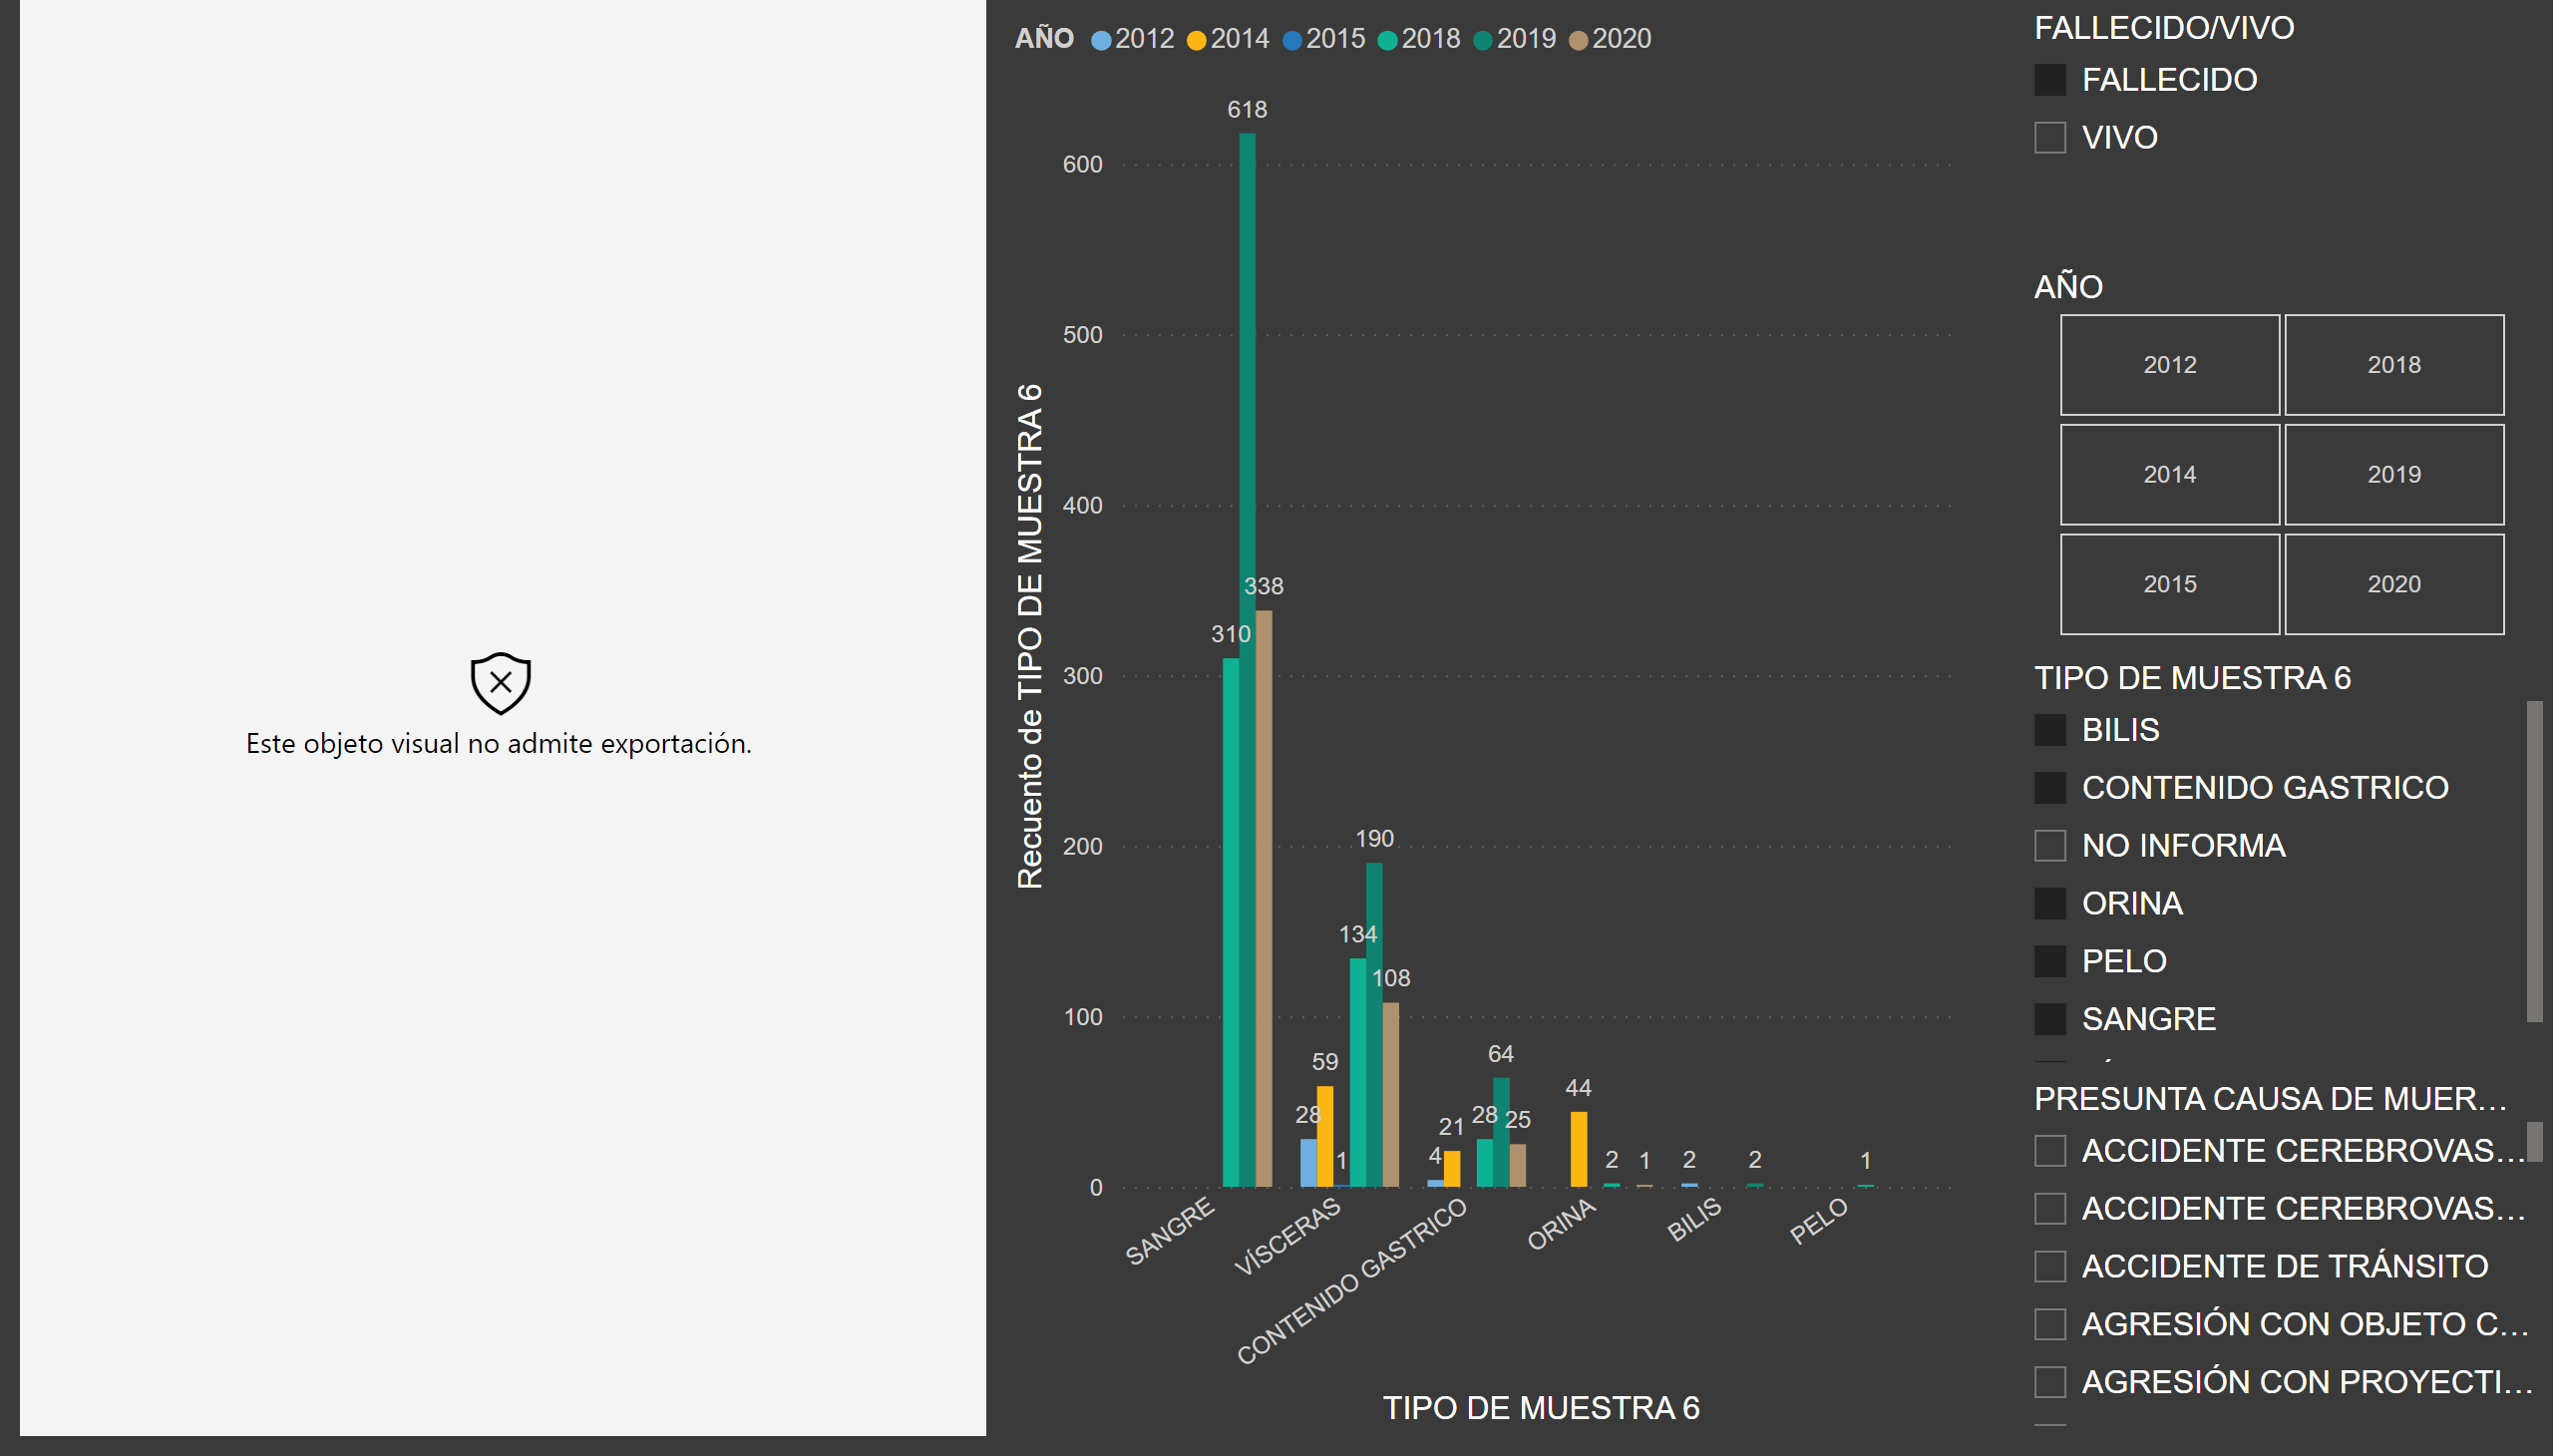 Este objeto visual no admite exportación.
AÑO 2012 2014 2015 2018 2019 2020
Recuento de TIPO DE MUESTRA 6
600
500
400
300
200
100
0
310
618
338
28
59
1
134
190
108
4
21
28
64
25
44
2
1
2
2
1
SANGRE
VÍSCERAS
CONTENIDO GASTRICO
ORINA
BILIS
PELO
TIPO DE MUESTRA 6
FALLECIDO/VIVO
FALLECIDO
VIVO
AÑO
2012
2018
2014
2019
2015
2020
TIPO DE MUESTRA 6
BILIS
CONTENIDO GASTRICO
NO INFORMA
ORINA
PELO
SANGRE
PRESUNTA CAUSA DE MUER...
ACCIDENTE CEREBROVAS...
ACCIDENTE CEREBROVAS...
ACCIDENTE DE TRÁNSITO
AGRESIÓN CON OBJETO C...
AGRESIÓN CON PROYECTI...